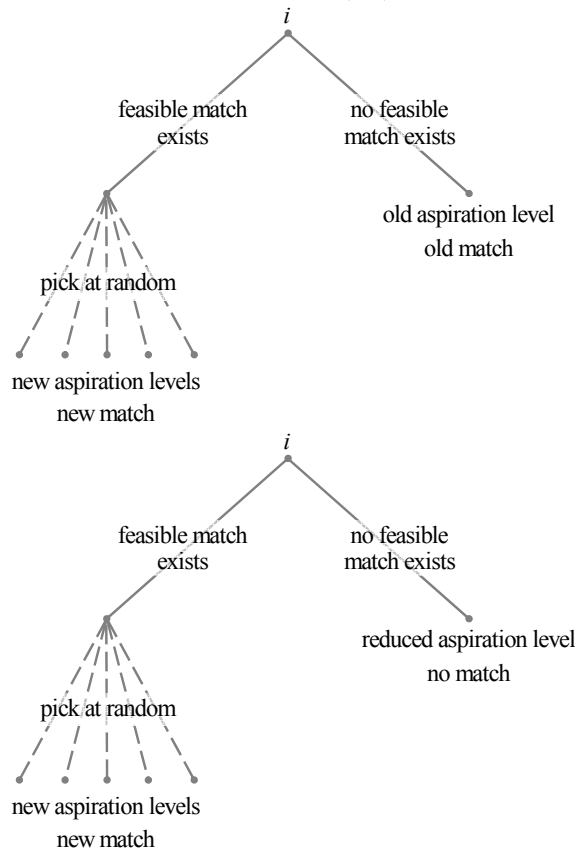 i
feasible match
exists
no feasible
match exists
old aspiration level
old match
pick at random
new aspiration levels
new match
i
feasible match
exists
no feasible
match exists
reduced aspiration level
no match
pick at random
new aspiration levels
new match